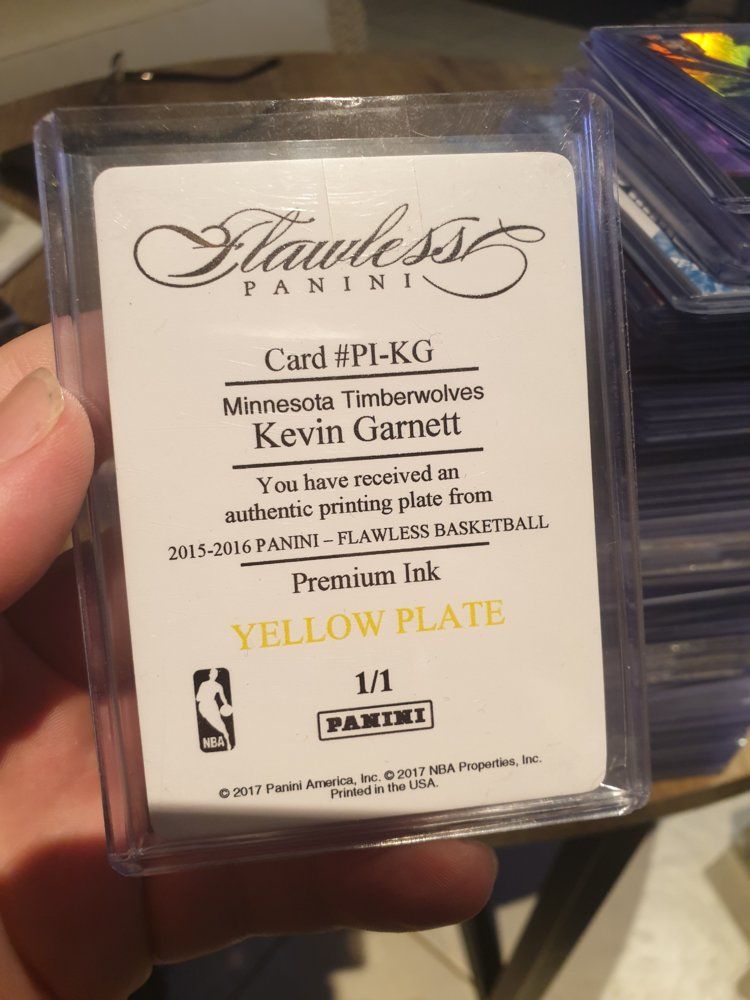 Flawless
PANINI
Card #PI-KG
Minnesota Timberwolves
Kevin Garnett
You have received an
authentic printing plate from
2015-2016 PANINI – FLAWLESS BASKETBALL
Premium Ink
YELLOW PLATE
1/1
NBA
PANINI
© 2017 Panini America, Inc. © 2017 NBA Properties, Inc.
Printed in the USA.